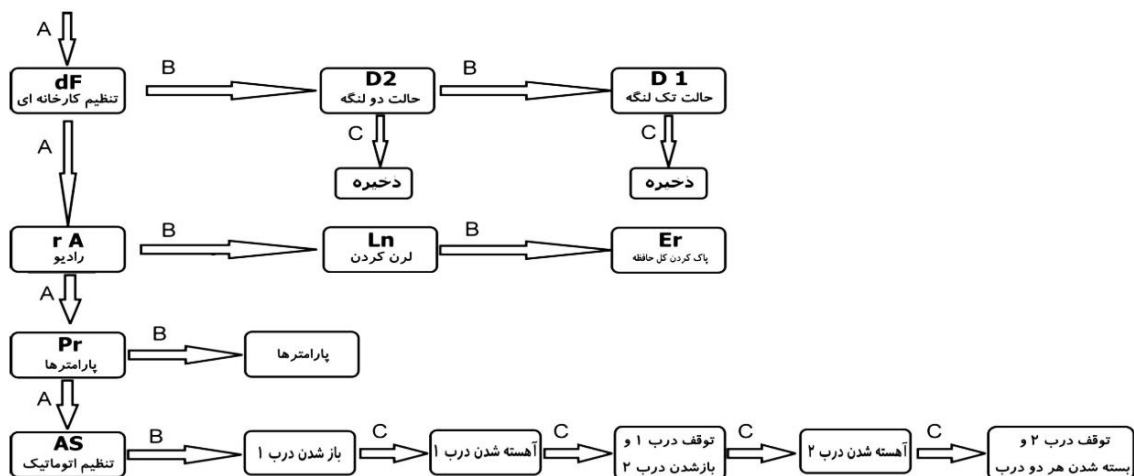 A
dF
تنظیم کارخانه ای
B
D2
حالت دو لنگه
B
D 1
حالت تک لنگه
C
ذخیره
C
ذخیره
A
r A
رادیو
B
Ln
لرن کردن
B
Er
پاک کردن کل حافظه
A
Pr
پارامترها
B
پارامترها
A
AS
تنظیم اتوماتیک
B
باز شدن درب ۱
C
آهسته شدن درب ۱
C
توقف درب ۱ و
بازشدن درب ۲
C
آهسته شدن درب ۲
C
توقف درب ۲ و
بسته شدن هر دو درب